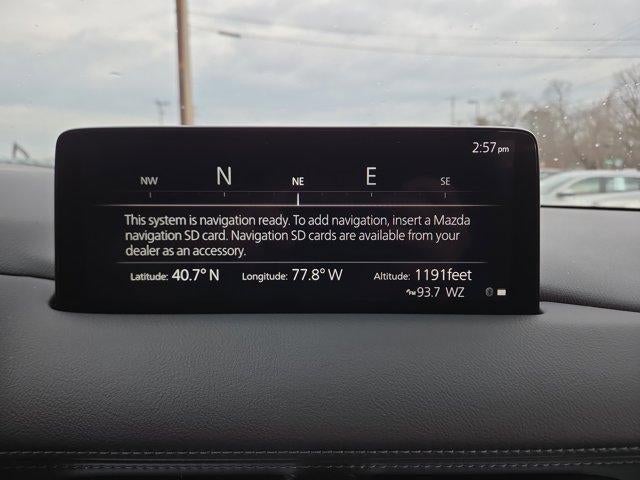 2:57pm
NW N NE E SE
This system is navigation ready. To add navigation, insert a Mazda
navigation SD card. Navigation SD cards are available from your
dealer as an accessory.
Latitude: 40.7° N Longitude: 77.8° W Altitude: 1191feet
FM 93.7 WZ